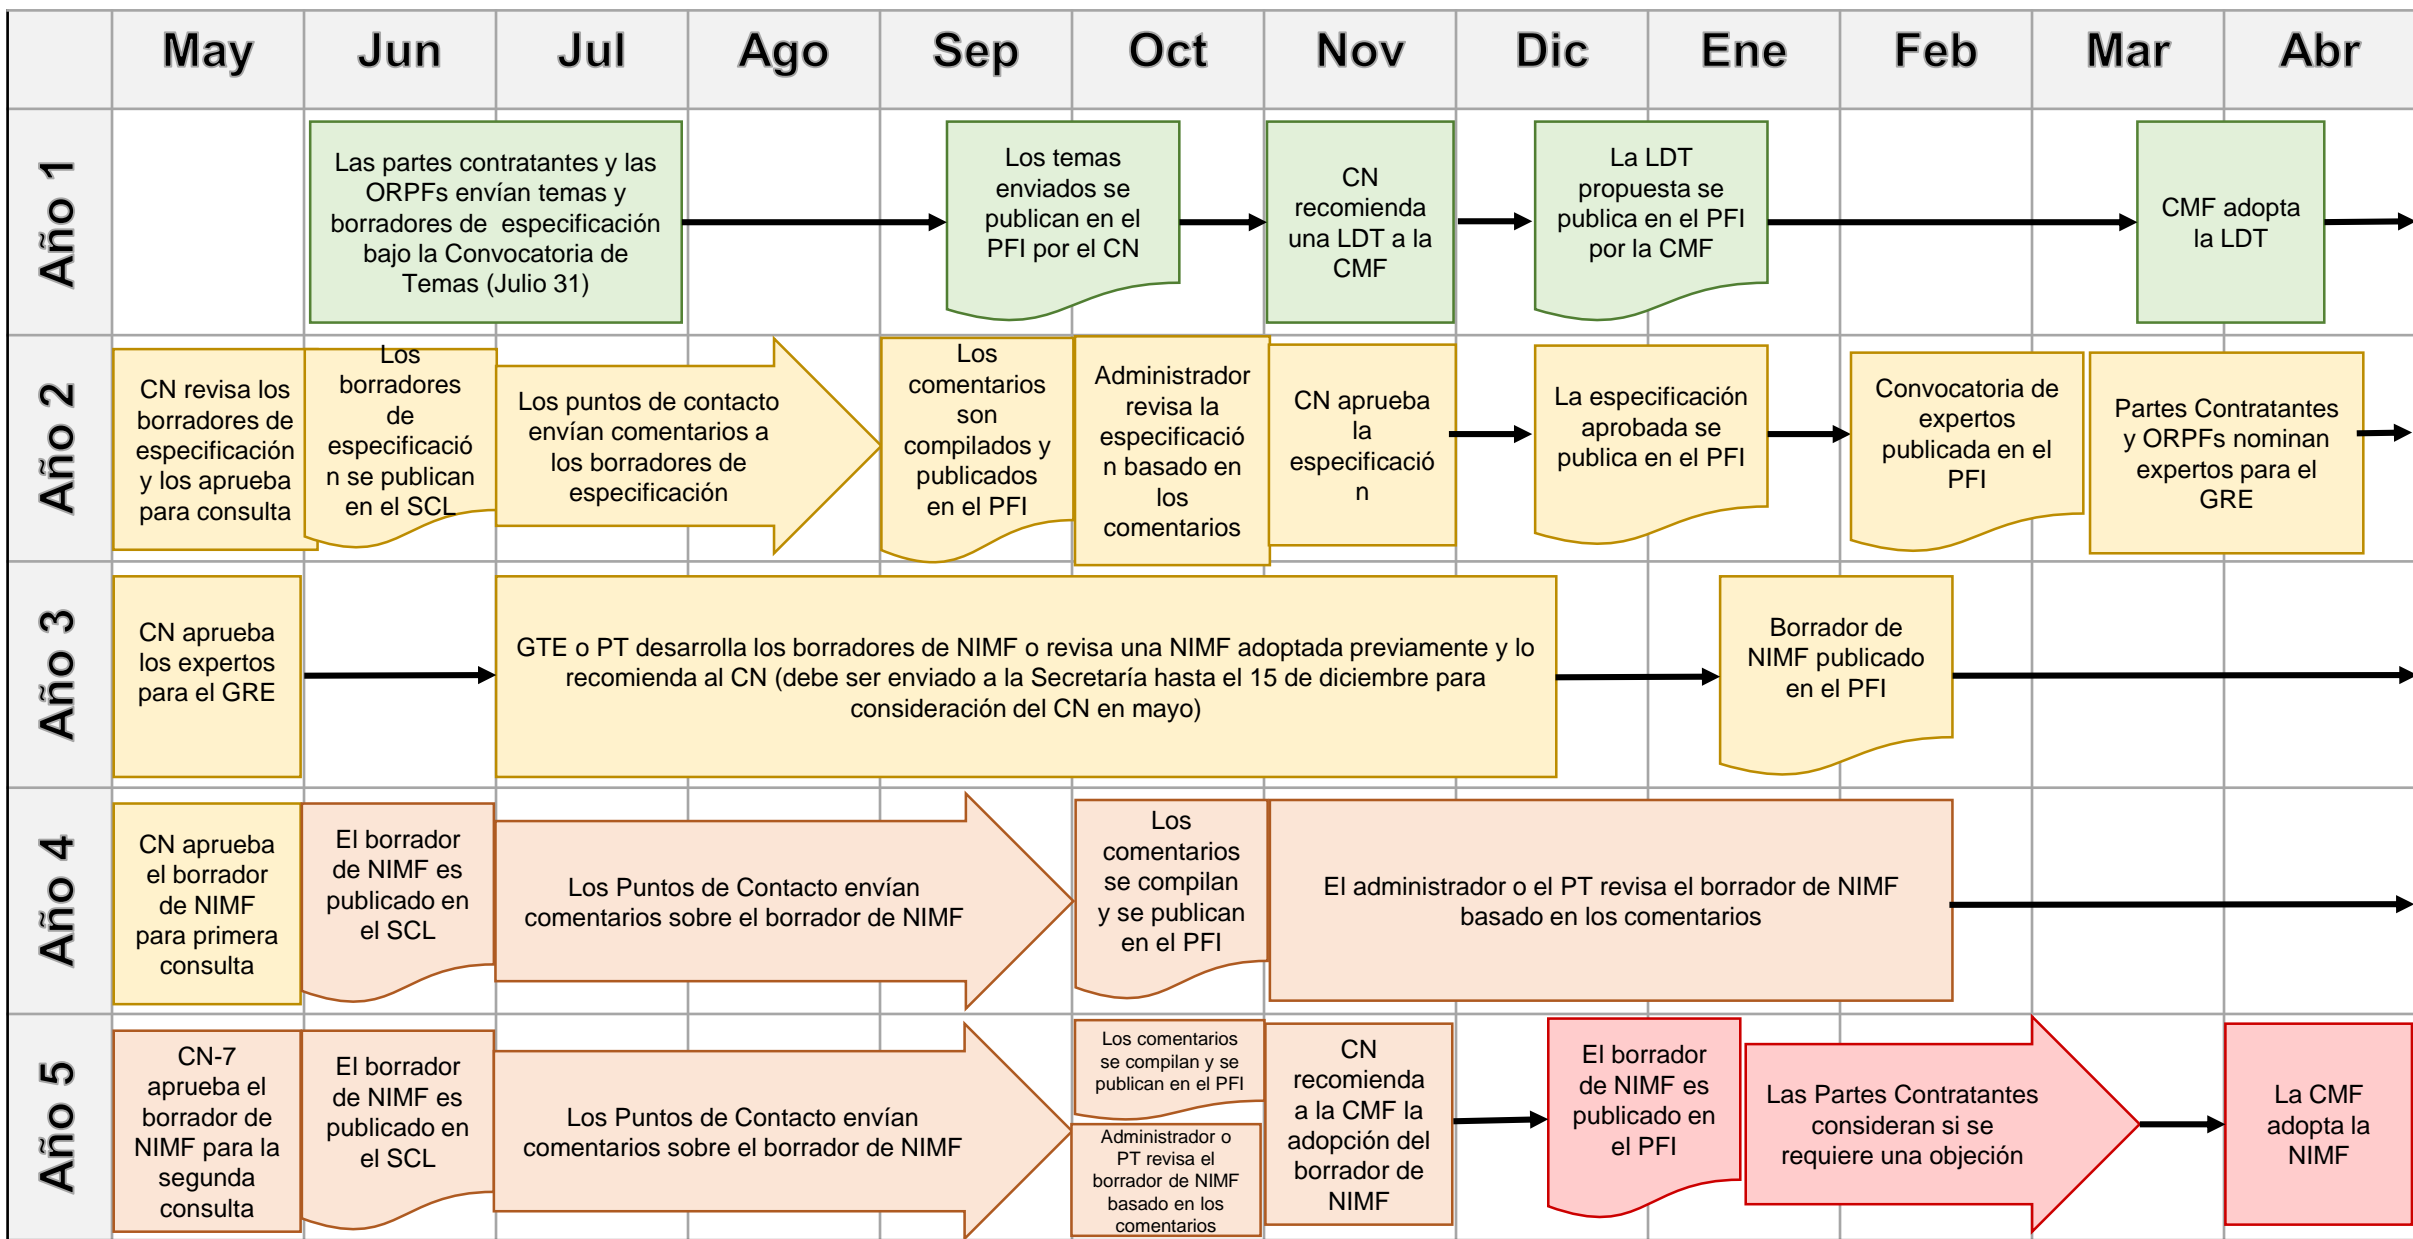 May Jun Jul Ago Sep Oct Nov Dic Ene Feb Mar Abr
Año 1
Las partes contratantes y las
ORPFs envían temas y
borradores de especificación
bajo la Convocatoria de
Temas (Julio 31)
Los temas
enviados se
publican en el
PFI por el CN
CN
recomienda
una LDT a la
CMF
La LDT
propuesta se
publica en el PFI
por la CMF
CMF adopta
la LDT
Año 2
CN revisa los
borradores de
especificación
y los aprueba
para consulta
Los
borradores
de
especificació
n se publican
en el SCL
Los puntos de contacto
envían comentarios a
los borradores de
especificación
Los
comentarios
son
compilados y
publicados
en el PFI
Administrador
revisa la
especificació
n basado en
los
comentarios
CN aprueba
la
especificació
n
La especificación
aprobada se
publica en el PFI
Convocatoria de
expertos
publicada en el
PFI
Partes Contratantes
y ORPFs nominan
expertos para el
GRE
Año 3
CN aprueba
los expertos
para el GRE
GTE o PT desarrolla los borradores de NIMF o revisa una NIMF adoptada previamente y lo
recomienda al CN (debe ser enviado a la Secretaría hasta el 15 de diciembre para
consideración del CN en mayo)
Borrador de
NIMF publicado
en el PFI
Año 4
CN aprueba
el borrador
de NIMF
para primera
consulta
El borrador
de NIMF es
publicado en
el SCL
Los Puntos de Contacto envían
comentarios sobre el borrador de NIMF
Los
comentarios
se compilan
y se publican
en el PFI
El administrador o el PT revisa el borrador de NIMF
basado en los comentarios
Año 5
CN-7
aprueba el
borrador de
NIMF para la
segunda
consulta
El borrador
de NIMF es
publicado en
el SCL
Los Puntos de Contacto envían
comentarios sobre el borrador de NIMF
Los comentarios
se compilan y se
publican en el PFI
Administrador o
PT revisa el
borrador de NIMF
basado en los
comentarios
CN
recomienda
a la CMF la
adopción del
borrador de
NIMF
El borrador
de NIMF es
publicado en
el PFI
Las Partes Contratantes
consideran si se
requiere una objeción
La CMF
adopta la
NIMF